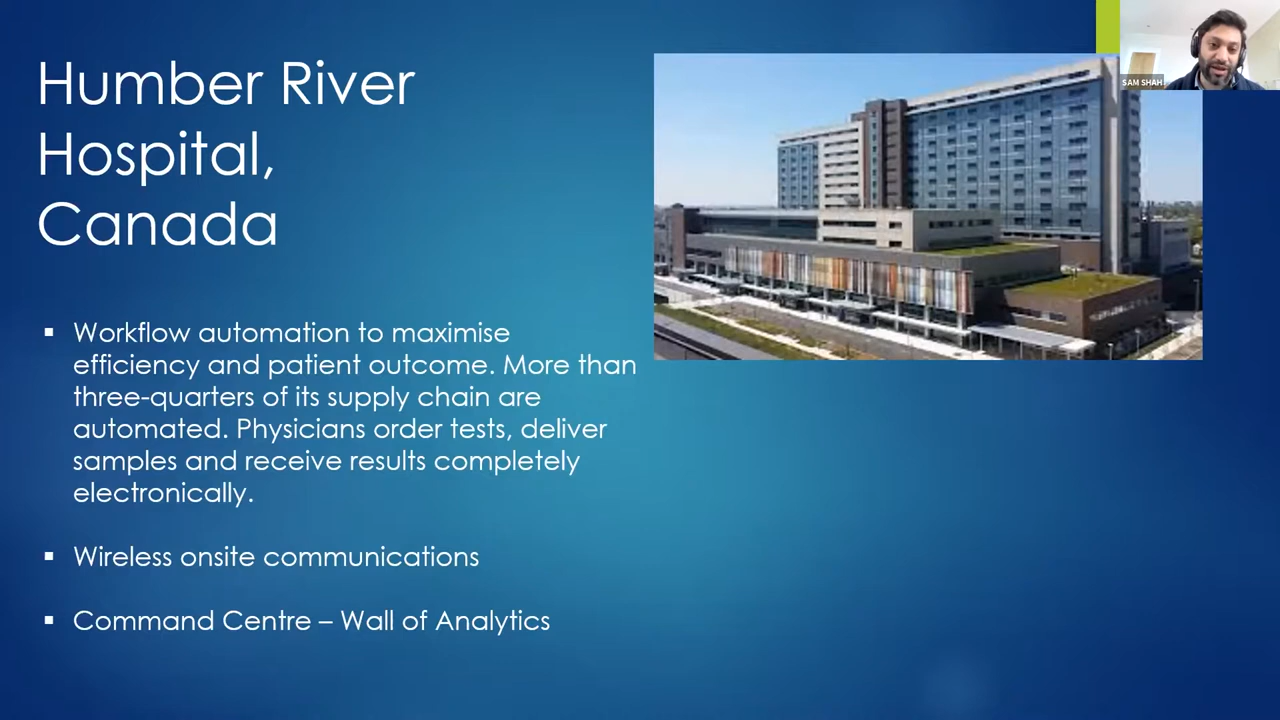 Humber River
Hospital,
Canada
▪ Workflow automation to maximise
efficiency and patient outcome. More than
three-quarters of its supply chain are
automated. Physicians order tests, deliver
samples and receive results completely
electronically.
▪ Wireless onsite communications
▪ Command Centre – Wall of Analytics
SAM SHAH